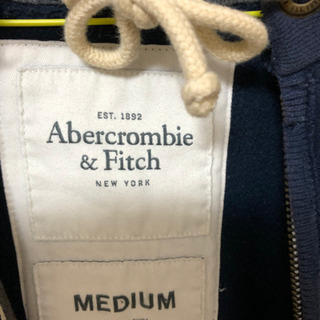 EST. 1892
Abercrombie
& Fitch
NEW YORK
MEDIUM